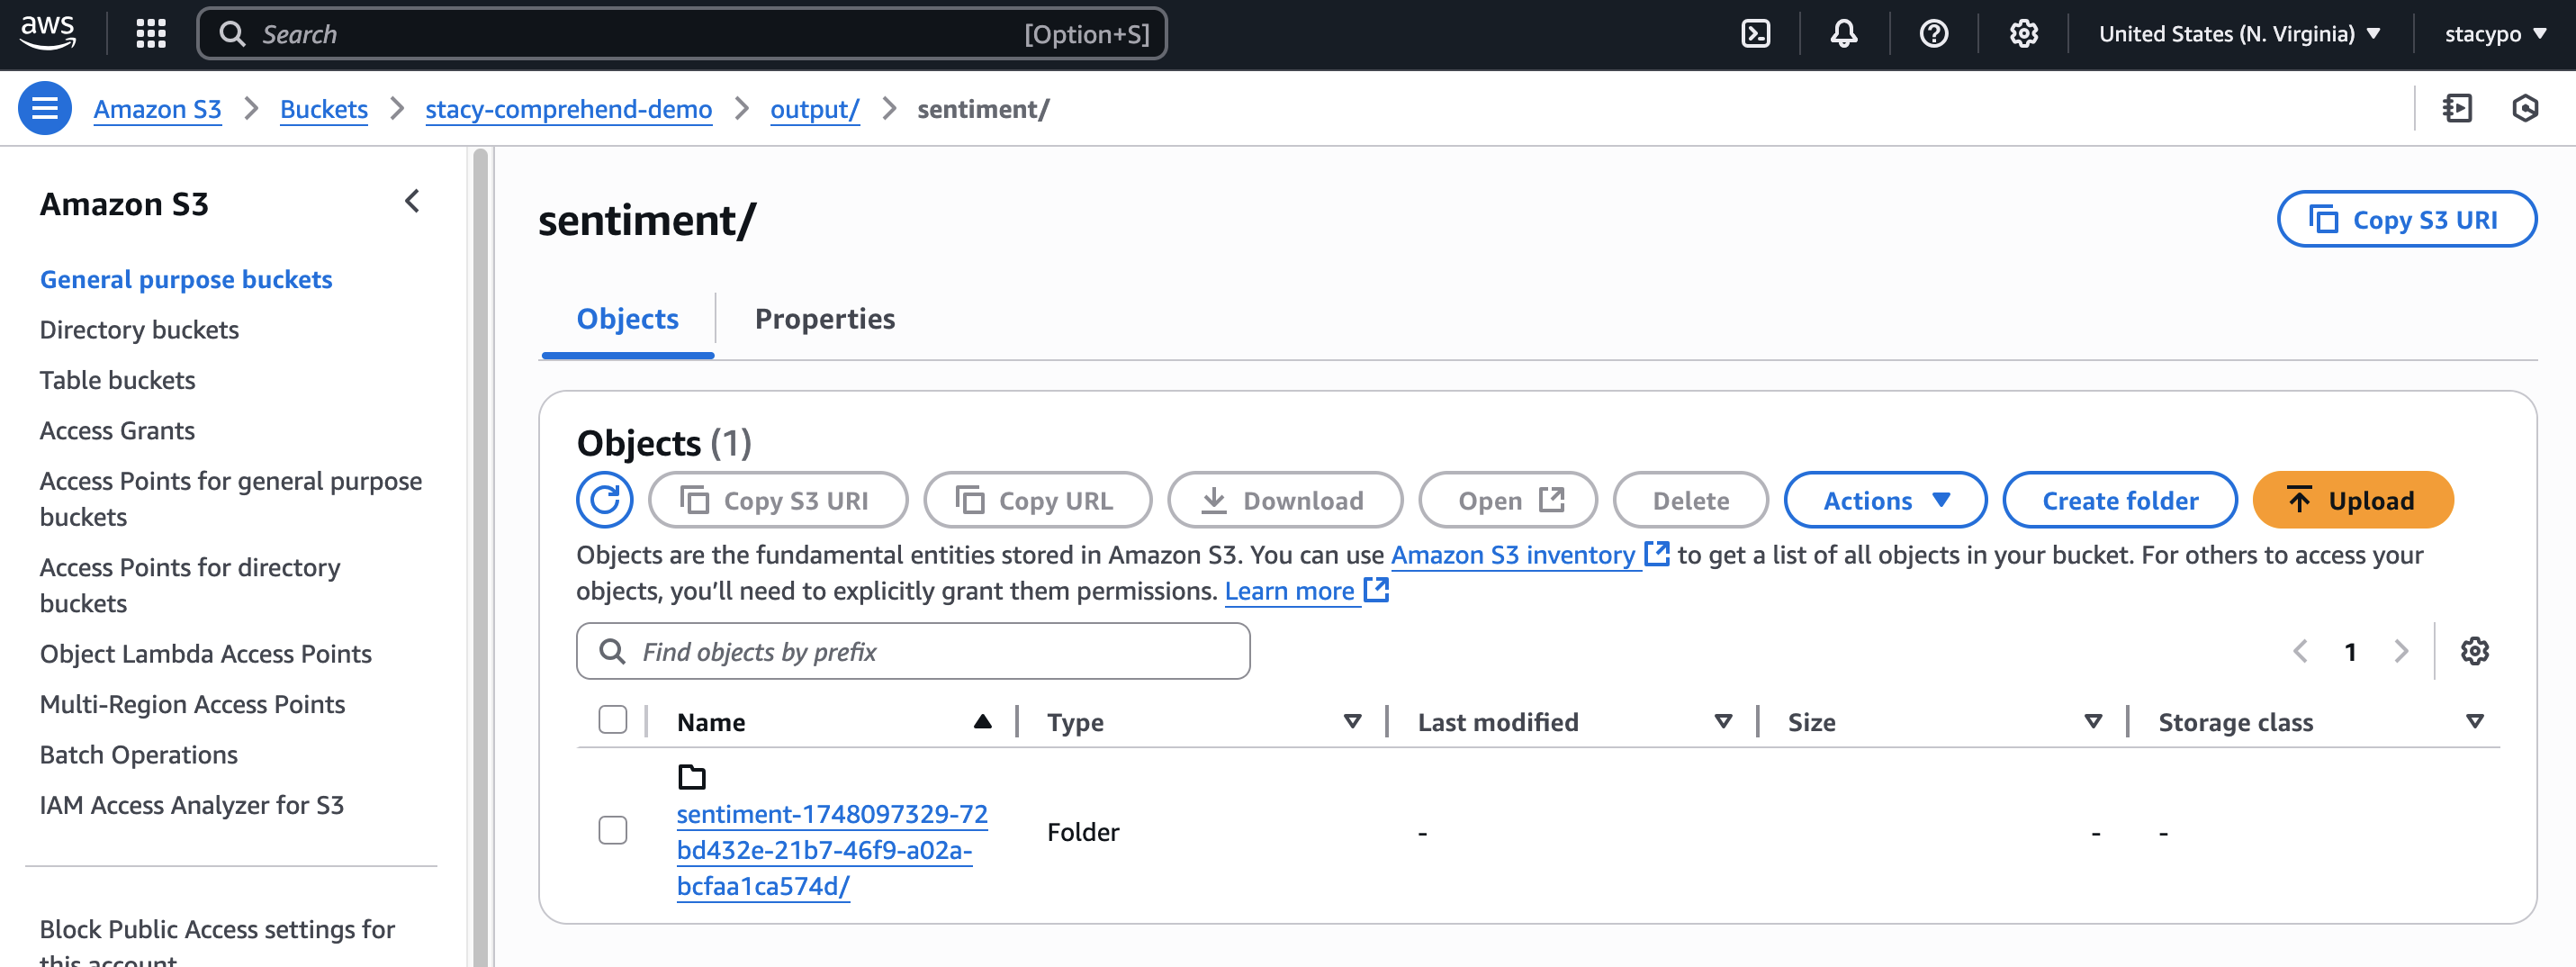 aws
Search [Option+S]
United States (N. Virginia)
stacypo
Amazon S3
Buckets
stacy-comprehend-demo
output/
sentiment/
Amazon S3
General purpose buckets
Directory buckets
Table buckets
Access Grants
Access Points for general purpose
buckets
Access Points for directory
buckets
Object Lambda Access Points
Multi-Region Access Points
Batch Operations
IAM Access Analyzer for S3
Block Public Access settings for
this account
sentiment/
Copy S3 URI
Objects
Properties
Objects (1)
Copy S3 URI
Copy URL
Download
Open
Delete
Actions
Create folder
Upload
Objects are the fundamental entities stored in Amazon S3. You can use Amazon S3 inventory to get a list of all objects in your bucket. For others to access your
objects, you’ll need to explicitly grant them permissions. Learn more
Find objects by prefix
1
Name
Type
Last modified
Size
Storage class
sentiment-1748097329-72
bd432e-21b7-46f9-a02a-
bcfaa1ca574d/
Folder
-
-
-